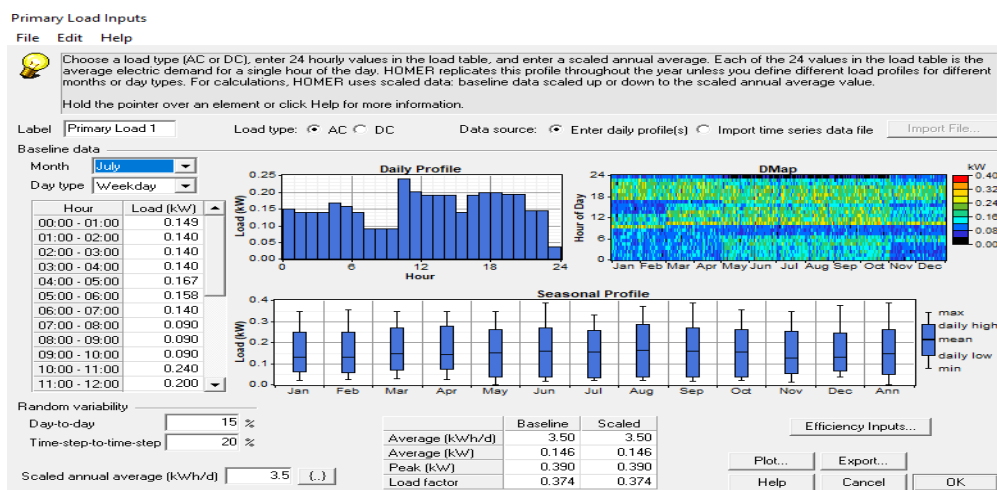 Primary Load Inputs
File Edit Help
Choose a load type (AC or DC), enter 24 hourly values in the load table, and enter a scaled annual average. Each of the 24 values in the load table is the
average electric demand for a single hour of the day. HOMER replicates this profile throughout the year unless you define different load profiles for different
months or day types. For calculations, HOMER uses scaled data: baseline data scaled up or down to the scaled annual average value.
Hold the pointer over an element or click Help for more information.
Label Primary Load 1 Load type: AC DC Data source: Enter daily profile(s) Import time series data file Import File...
Baseline data
Month July
Day type Weekday
Hour Load (kW)
00:00 - 01:00 0.149
01:00 - 02:00 0.140
02:00 - 03:00 0.140
03:00 - 04:00 0.140
04:00 - 05:00 0.167
05:00 - 06:00 0.158
06:00 - 07:00 0.140
07:00 - 08:00 0.090
08:00 - 09:00 0.090
09:00 - 10:00 0.090
10:00 - 11:00 0.240
11:00 - 12:00 0.200
Daily Profile
Load (kW)
0.25
0.20
0.15
0.10
0.05
0.00
0 6 12 18 24
Hour
DMap
Hour of Day
24
18
12
6
0
Jan Feb Mar Apr May Jun Jul Aug Sep Oct Nov Dec
kW
0.40
0.32
0.24
0.16
0.08
0.00
Seasonal Profile
Load (kW)
0.4
0.3
0.2
0.1
0.0
Jan Feb Mar Apr May Jun Jul Aug Sep Oct Nov Dec Ann
max
daily high
mean
daily low
min
Random variability
Day-to-day 15 %
Time-step-to-time-step 20 %
Scaled annual average (kWh/d) 3.5 {..}
Baseline Scaled
Average (kWh/d) 3.50 3.50
Average (kW) 0.146 0.146
Peak (kW) 0.390 0.390
Load factor 0.374 0.374
Efficiency Inputs...
Plot... Export...
Help Cancel OK